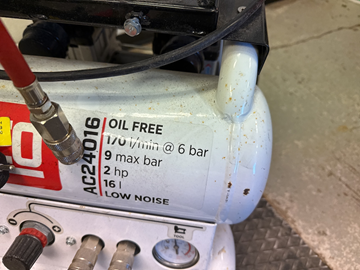 AC24016
OIL FREE
170 l/min @ 6 bar
9 max bar
2 hp
16 l
LOW NOISE